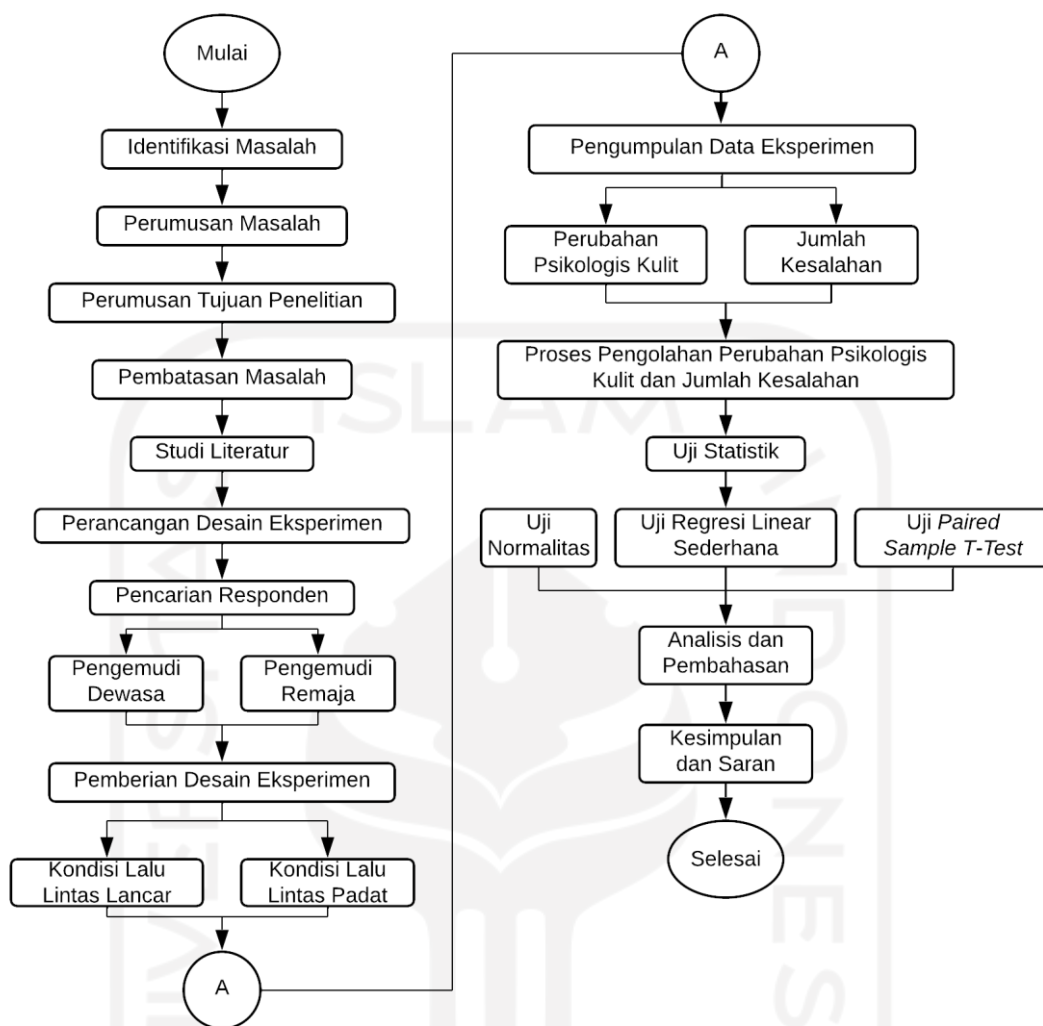 Mulai
Identifikasi Masalah
Perumusan Masalah
Perumusan Tujuan Penelitian
Pembatasan Masalah
Studi Literatur
Perancangan Desain Eksperimen
Pencarian Responden
Pengemudi
Dewasa
Pengemudi
Remaja
Pemberian Desain Eksperimen
Kondisi Lalu
Lintas Lancar
Kondisi Lalu
Lintas Padat
A
A
Pengumpulan Data Eksperimen
Perubahan
Psikologis Kulit
Jumlah
Kesalahan
Proses Pengolahan Perubahan Psikologis
Kulit dan Jumlah Kesalahan
Uji Statistik
Uji
Normalitas
Uji Regresi Linear
Sederhana
Uji Paired
Sample T-Test
Analisis dan
Pembahasan
Kesimpulan
dan Saran
Selesai
ISLAM